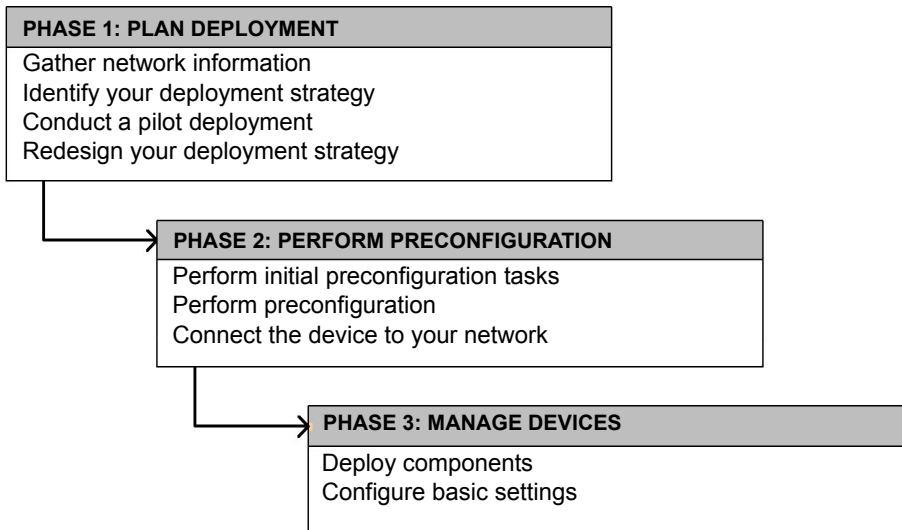 PHASE 1: PLAN DEPLOYMENT
Gather network information
Identify your deployment strategy
Conduct a pilot deployment
Redesign your deployment strategy
PHASE 2: PERFORM PRECONFIGURATION
Perform initial preconfiguration tasks
Perform preconfiguration
Connect the device to your network
PHASE 3: MANAGE DEVICES
Deploy components
Configure basic settings